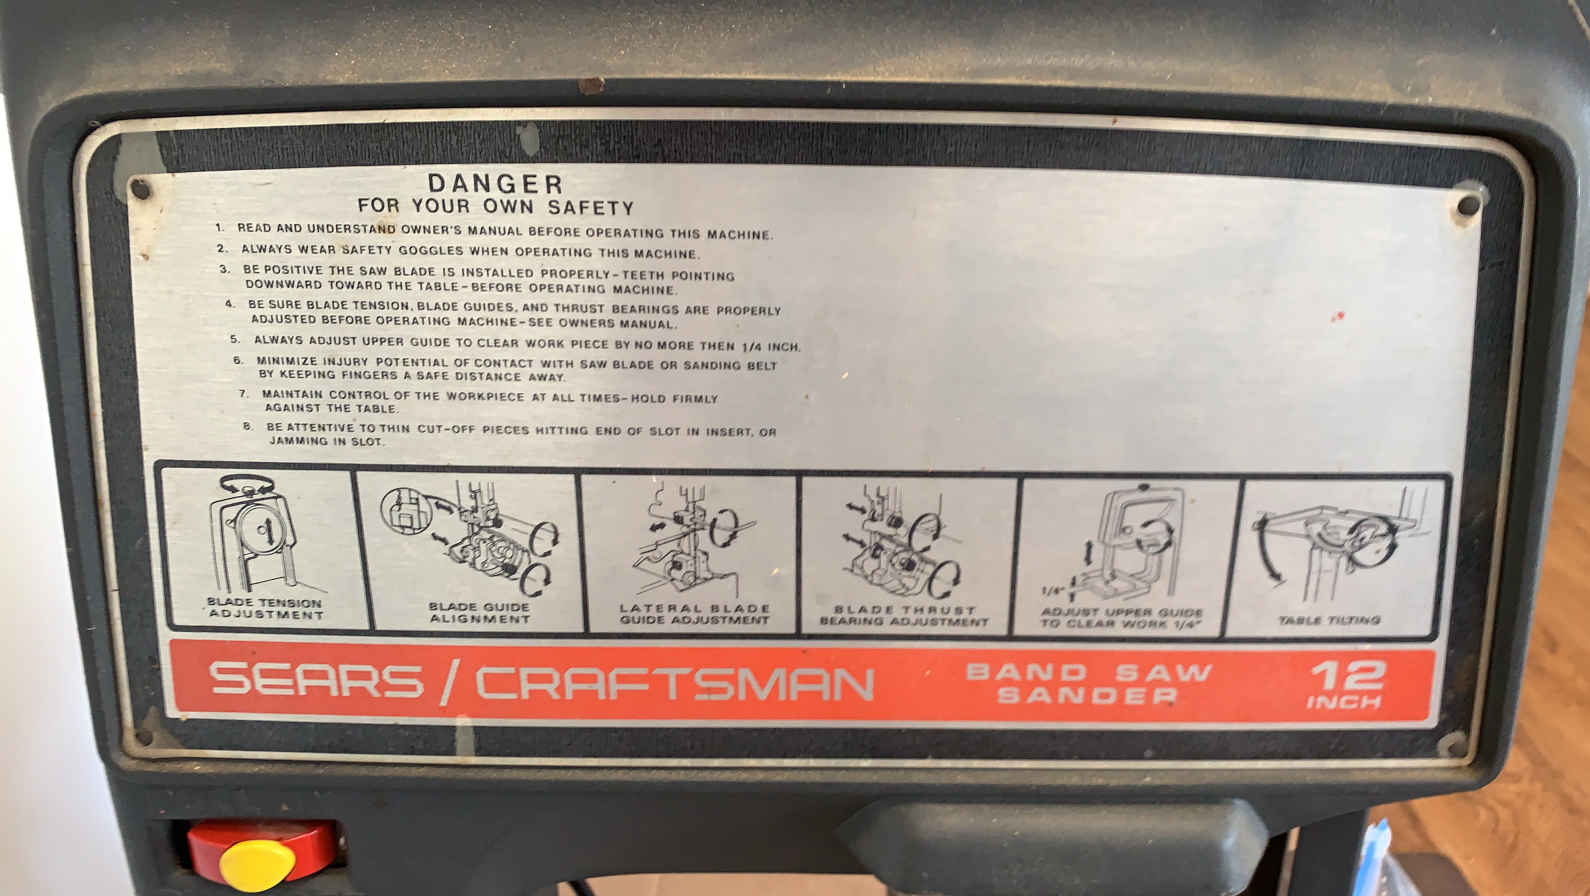 DANGER
FOR YOUR OWN SAFETY
1. READ AND UNDERSTAND OWNER'S MANUAL BEFORE OPERATING THIS MACHINE.
2. ALWAYS WEAR SAFETY GOGGLES WHEN OPERATING THIS MACHINE.
3. BE POSITIVE THE SAW BLADE IS INSTALLED PROPERLY-TEETH POINTING
DOWNWARD TOWARD THE TABLE-BEFORE OPERATING MACHINE.
4. BE SURE BLADE TENSION, BLADE GUIDES, AND THRUST BEARINGS ARE PROPERLY
ADJUSTED BEFORE OPERATING MACHINE-SEE OWNERS MANUAL.
5. ALWAYS ADJUST UPPER GUIDE TO CLEAR WORK PIECE BY NO MORE THEN 1/4 INCH.
6. MINIMIZE INJURY POTENTIAL OF CONTACT WITH SAW BLADE OR SANDING BELT
BY KEEPING FINGERS A SAFE DISTANCE AWAY.
7. MAINTAIN CONTROL OF THE WORKPIECE AT ALL TIMES-HOLD FIRMLY
AGAINST THE TABLE.
8. BE ATTENTIVE TO THIN CUT-OFF PIECES HITTING END OF SLOT IN INSERT, OR
JAMMING IN SLOT.
BLADE TENSION
ADJUSTMENT
BLADE GUIDE
ALIGNMENT
LATERAL BLADE
GUIDE ADJUSTMENT
BLADE THRUST
BEARING ADJUSTMENT
1/4"
ADJUST UPPER GUIDE
TO CLEAR WORK 1/4"
TABLE TILTING
SEARS / CRAFTSMAN
BAND SAW
SANDER
12
INCH